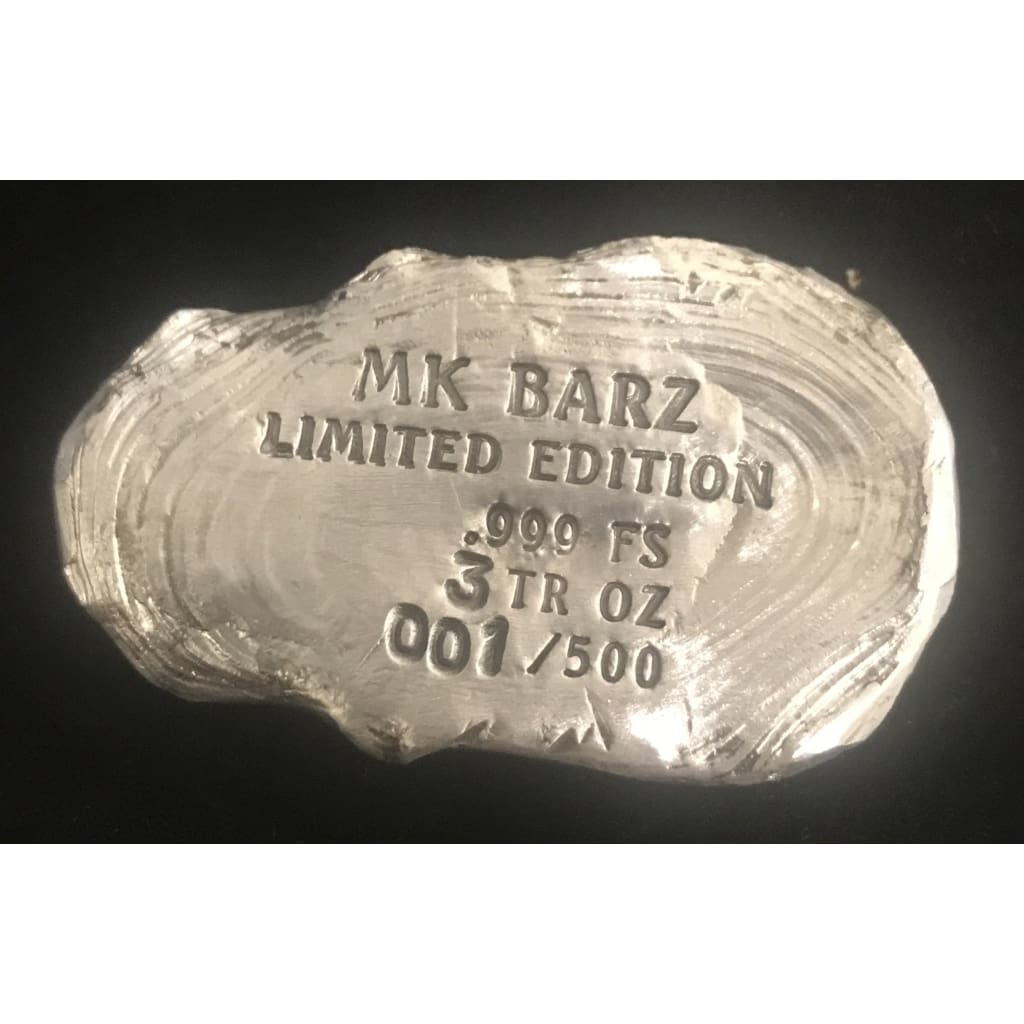 MK BARZ
LIMITED EDITION
.999 FS
3 TR OZ
001/500